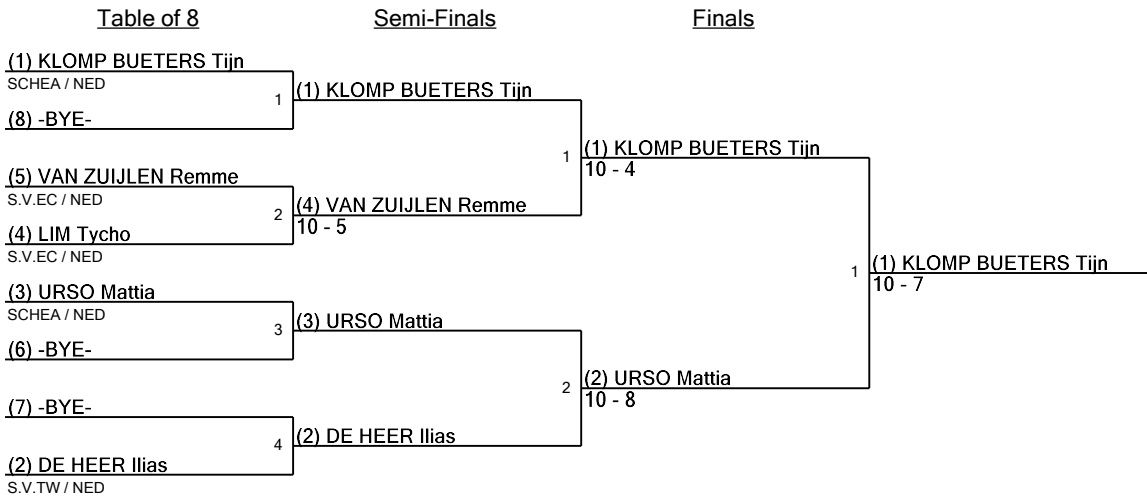 Table of 8
Semi-Finals
Finals
(1) KLOMP BUETERS Tijn
SCHEA / NED
1
(8) -BYE-
(5) VAN ZUIJLEN Remme
S.V.EC / NED
2
(4) LIM Tycho
S.V.EC / NED
(3) URSO Mattia
SCHEA / NED
3
(6) -BYE-
(7) -BYE-
4
(2) DE HEER Ilias
S.V.TW / NED
(1) KLOMP BUETERS Tijn
1
(4) VAN ZUIJLEN Remme
10 - 5
(3) URSO Mattia
2
(2) DE HEER Ilias
(1) KLOMP BUETERS Tijn
10 - 4
1
(2) URSO Mattia
10 - 8
(1) KLOMP BUETERS Tijn
10 - 7